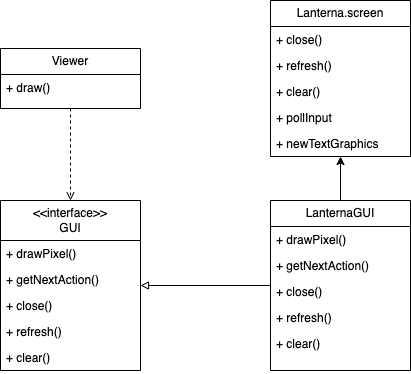 Lanterna.screen
+ close()
+ refresh()
+ clear()
+ pollInput
+ newTextGraphics
Viewer
+ draw()
<<interface>>
GUI
+ drawPixel()
+ getNextAction()
+ close()
+ refresh()
+ clear()
LanternaGUI
+ drawPixel()
+ getNextAction()
+ close()
+ refresh()
+ clear()